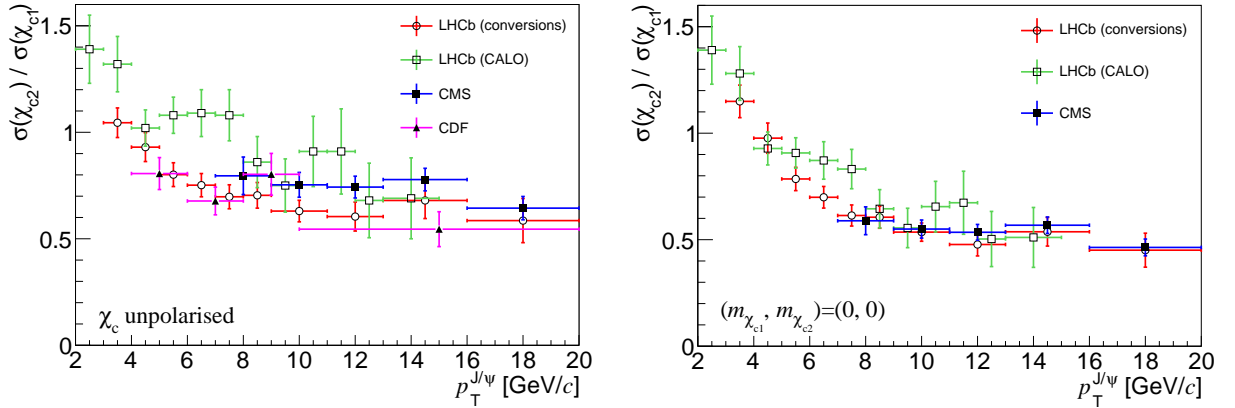 σ(χc2) / σ(χc1)
1.5
1
0.5
0
LHCb (conversions)
LHCb (CALO)
CMS
CDF
χc unpolarised
2 4 6 8 10 12 14 16 18 20
pT J/ψ [GeV/c]
σ(χc2) / σ(χc1)
1.5
1
0.5
0
LHCb (conversions)
LHCb (CALO)
CMS
(mχc1, mχc2)=(0, 0)
2 4 6 8 10 12 14 16 18 20
pT J/ψ [GeV/c]